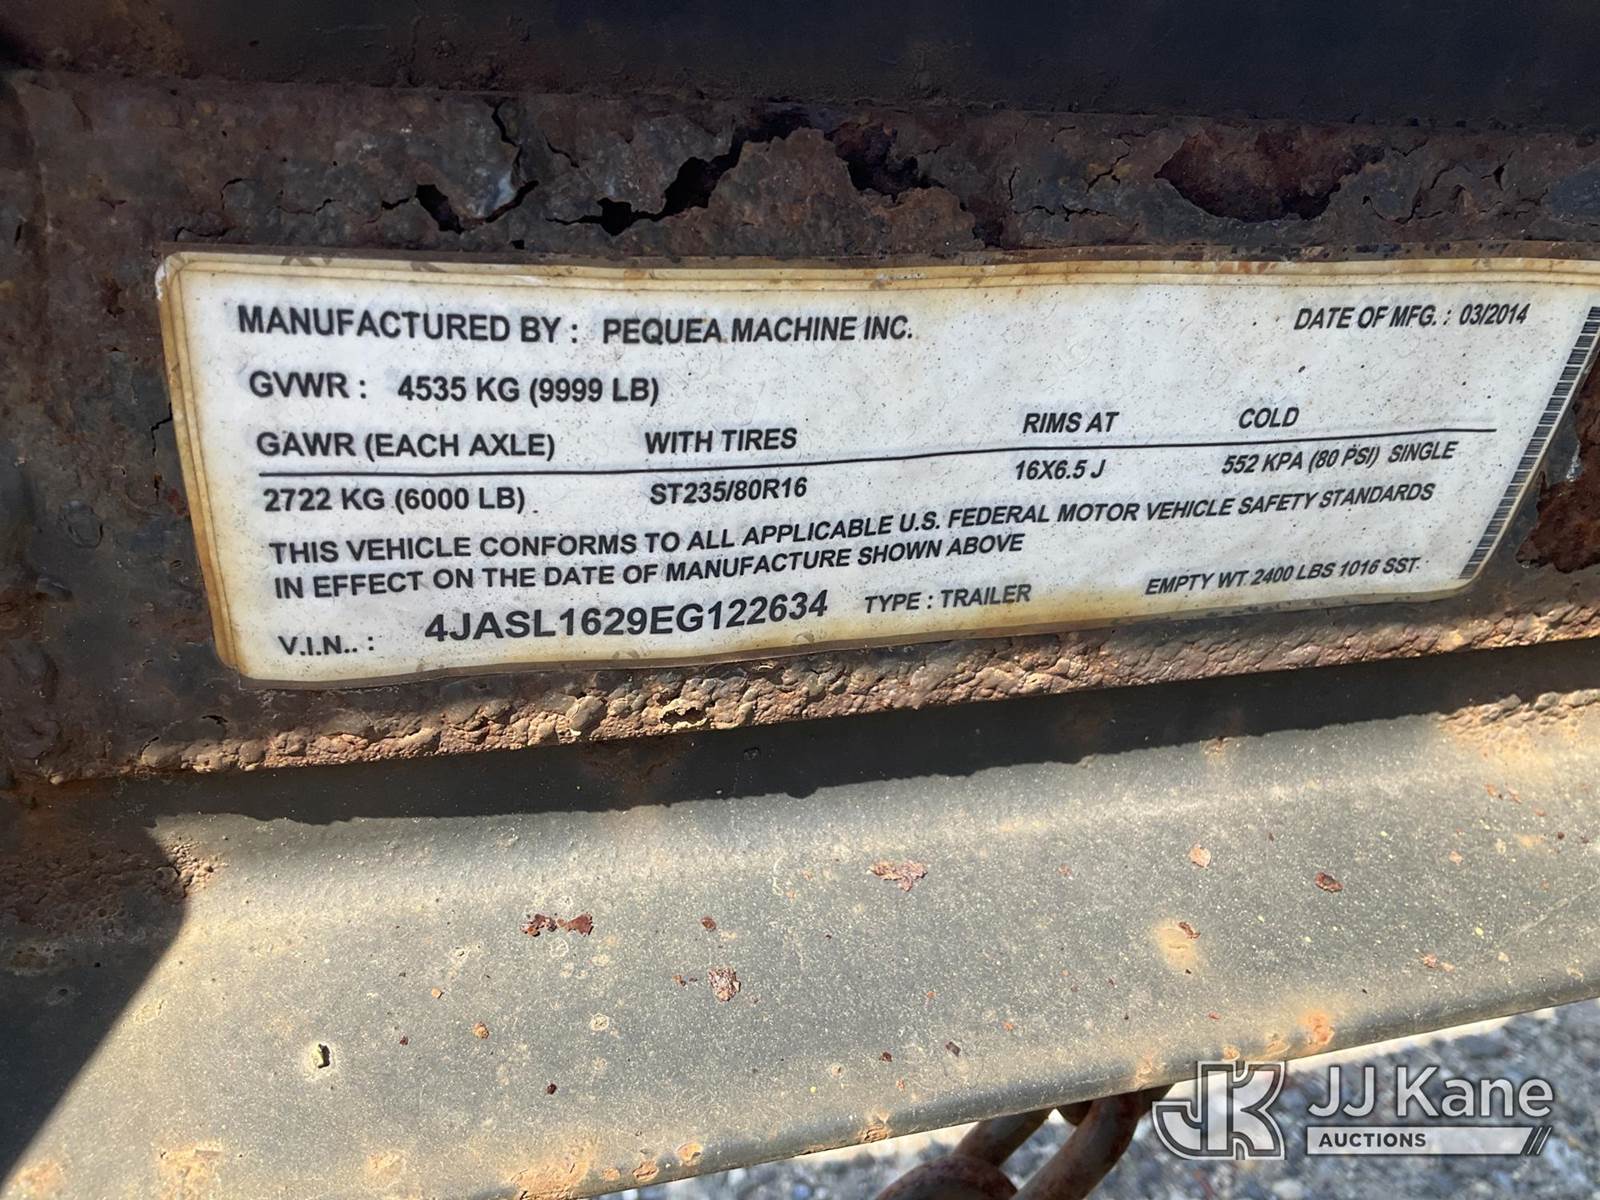 MANUFACTURED BY : PEQUEA MACHINE INC. DATE OF MFG. : 03/2014
GVWR : 4535 KG (9999 LB)
GAWR (EACH AXLE) WITH TIRES RIMS AT COLD
2722 KG (6000 LB) ST235/80R16 16X6.5 J 552 KPA (80 PSI) SINGLE
THIS VEHICLE CONFORMS TO ALL APPLICABLE U.S. FEDERAL MOTOR VEHICLE SAFETY STANDARDS
IN EFFECT ON THE DATE OF MANUFACTURE SHOWN ABOVE
V.I.N.. : 4JASL1629EG122634 TYPE : TRAILER EMPTY WT. 2400 LBS 1016 SST.
JK JJ Kane
AUCTIONS